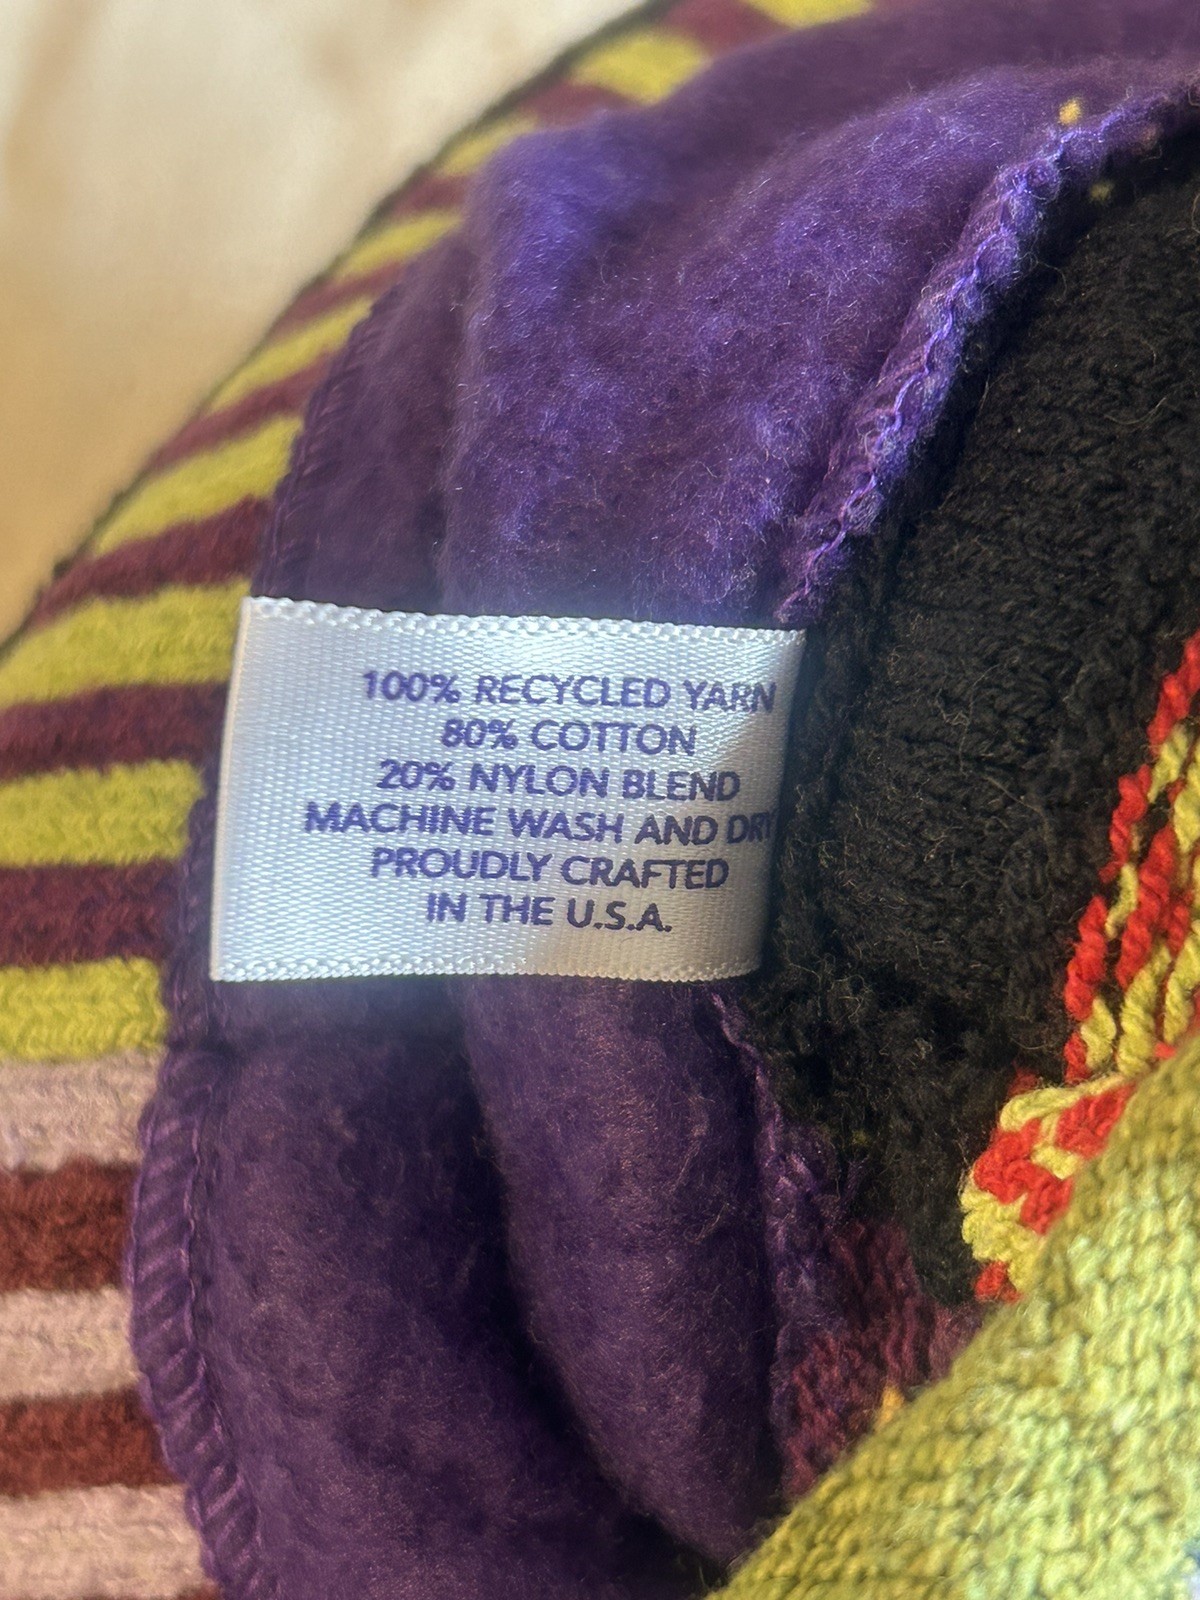 100% RECYCLED YARN
80% COTTON
20% NYLON BLEND
MACHINE WASH AND DRY
PROUDLY CRAFTED
IN THE U.S.A.